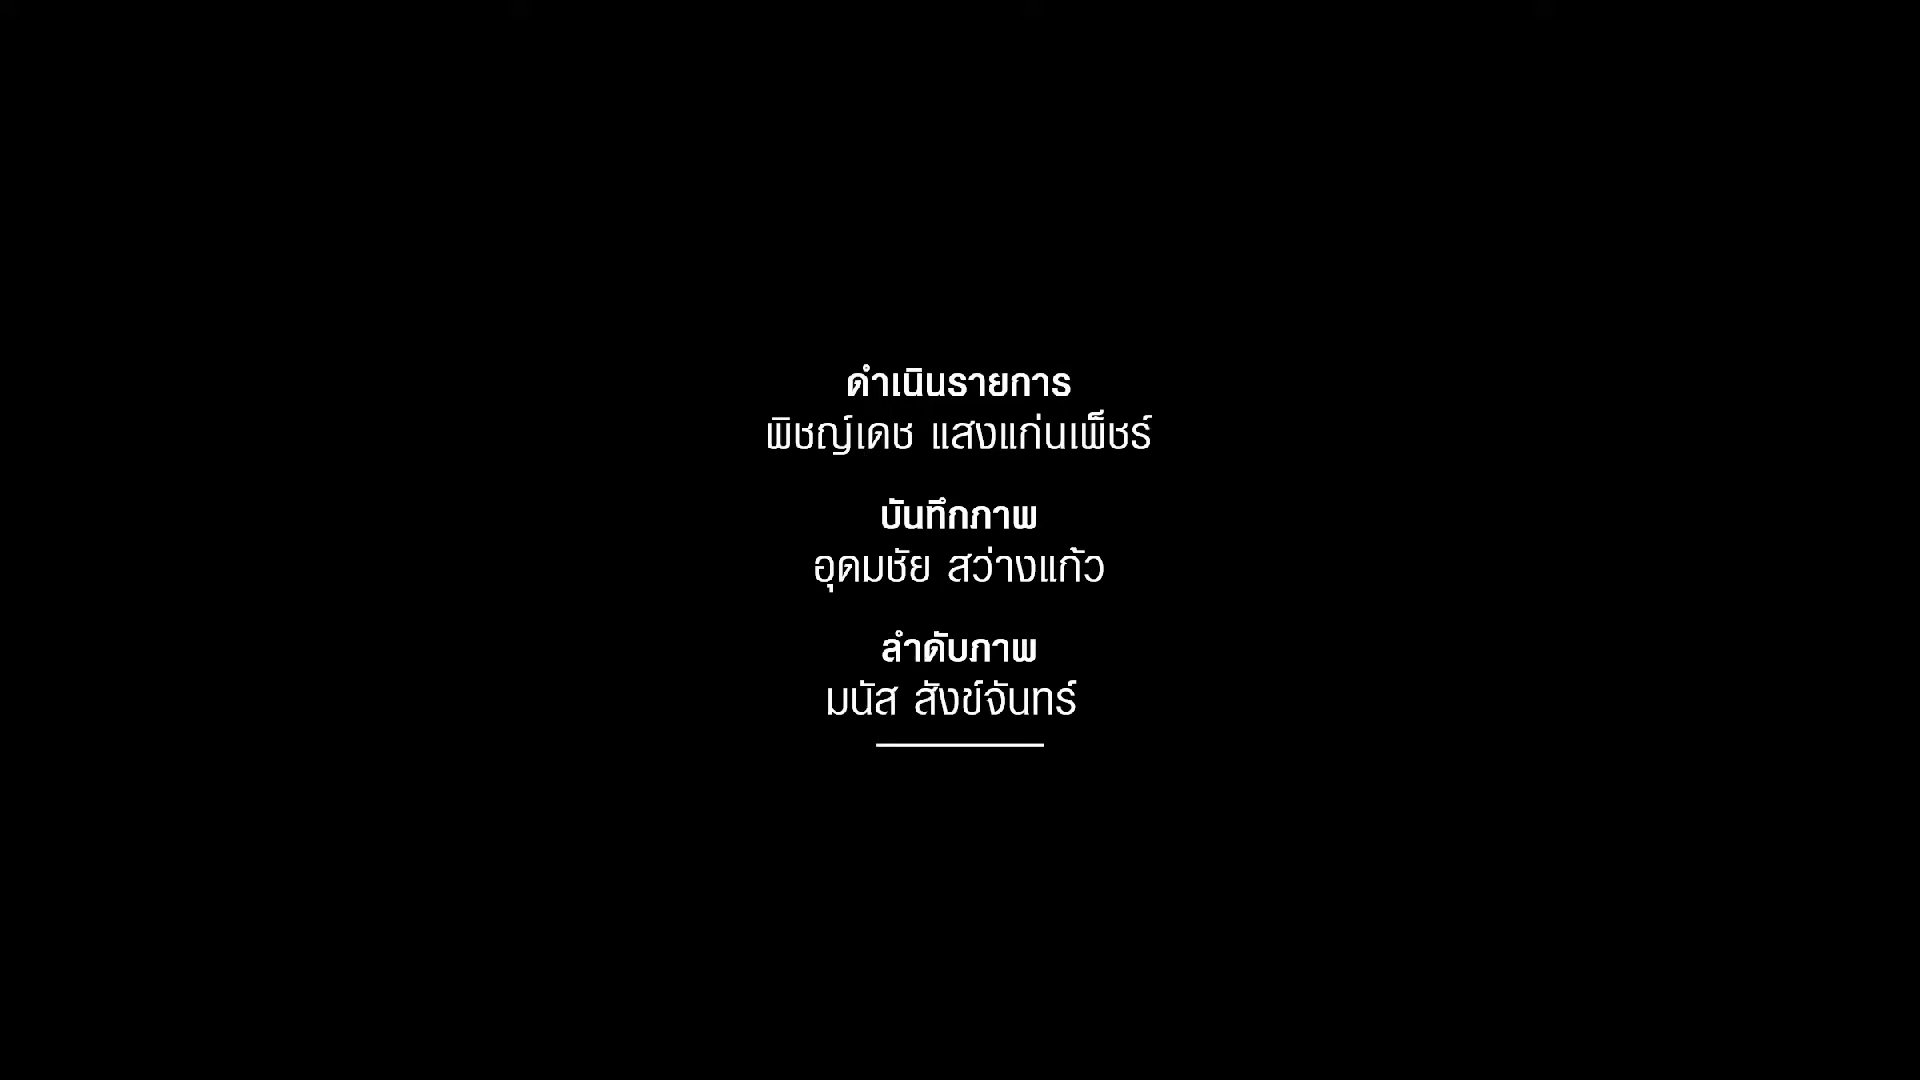 ดำเนินรายการ
พิชญ์เดช แสงแก่นเพ็ชร์
บันทึกภาพ
อุดมชัย สว่างแก้ว
ลำดับภาพ
มนัส สังข์จันทร์